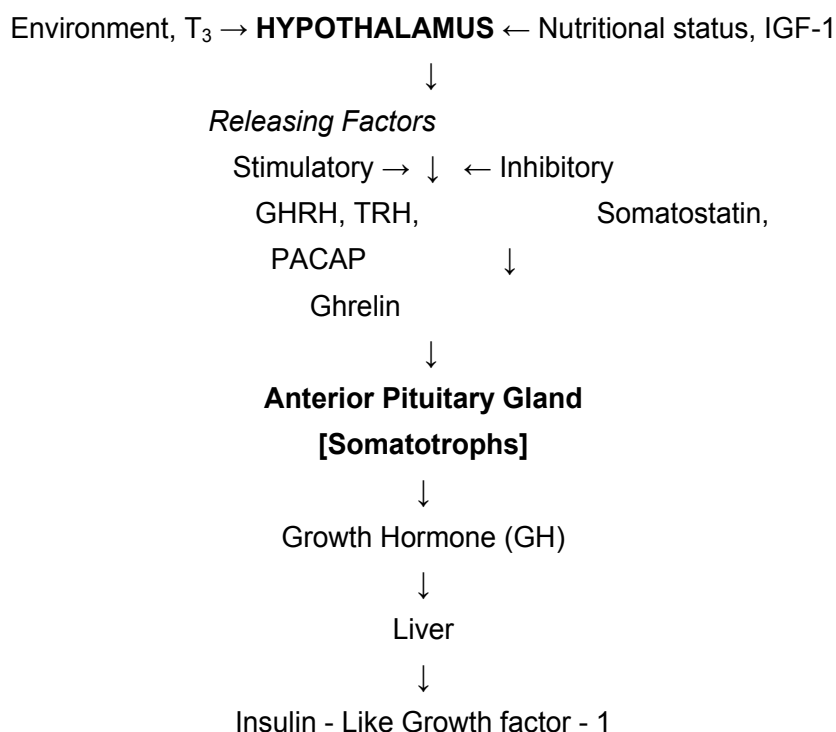 Environment, T₃ → HYPOTHALAMUS ← Nutritional status, IGF-1
↓
Releasing Factors
Stimulatory → ↓ ← Inhibitory
GHRH, TRH, Somatostatin,
PACAP ↓
Ghrelin
↓
Anterior Pituitary Gland
[Somatotrophs]
↓
Growth Hormone (GH)
↓
Liver
↓
Insulin - Like Growth factor - 1